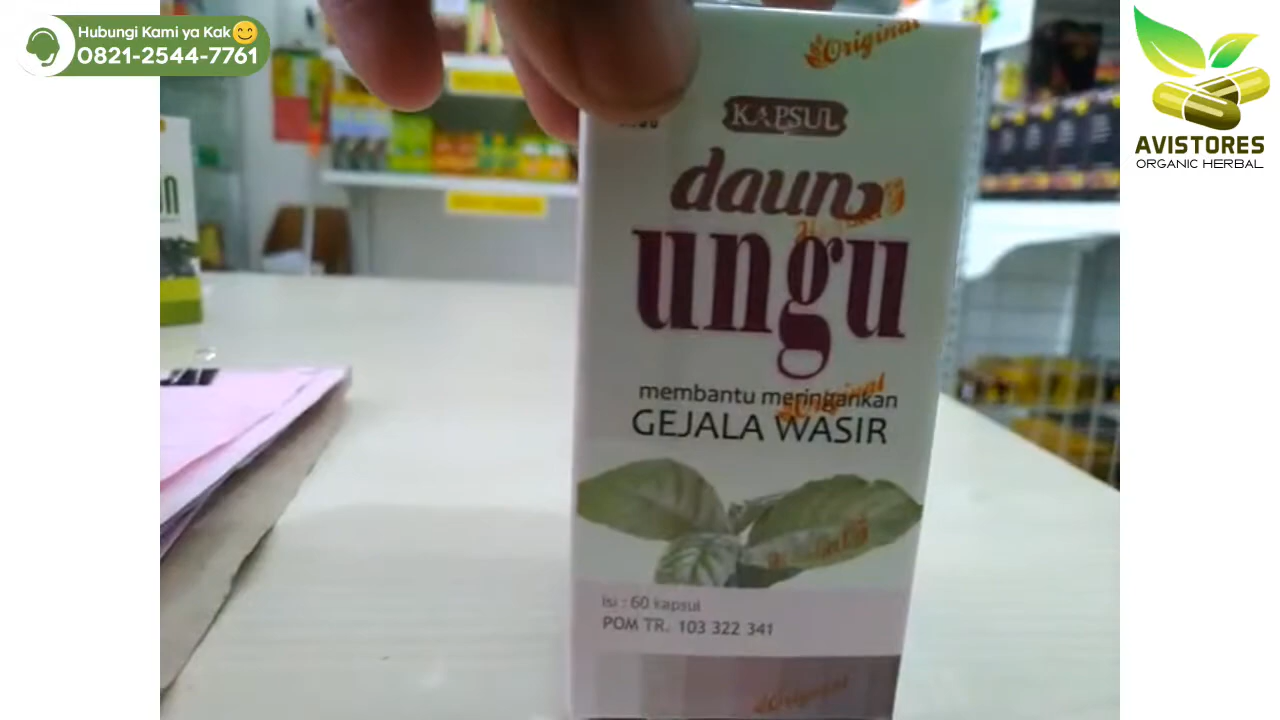 Hubungi Kami ya Kak
0821-2544-7761
AVISTORES
ORGANIC HERBAL
Original
KAPSUL
daun
ungu
membantu meringankan
GEJALA WASIR
Original
isi : 60 kapsul
POM TR. 103 322 341
Original